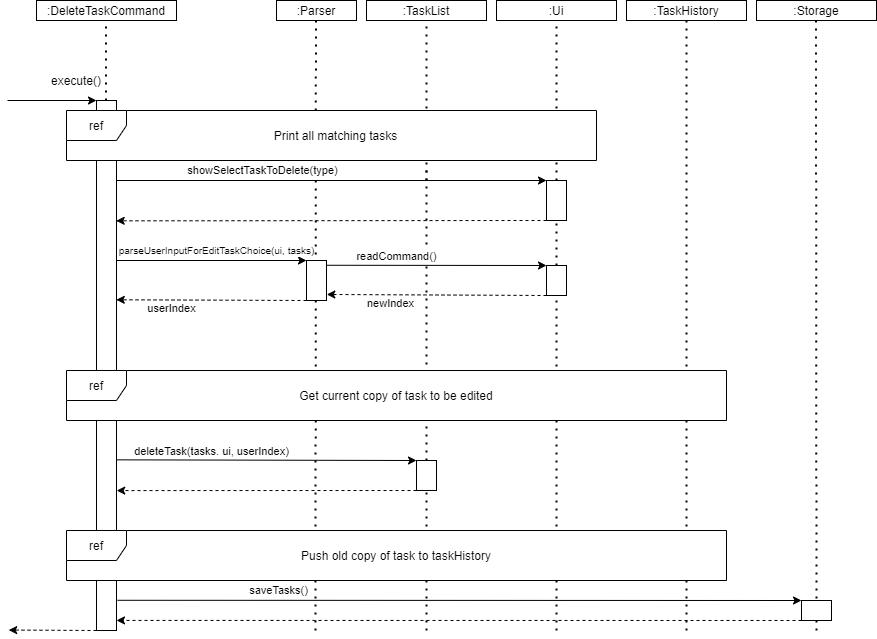 :DeleteTaskCommand
:Parser
:TaskList
:Ui
:TaskHistory
:Storage
execute()
ref
Print all matching tasks
showSelectTaskToDelete(type)
parseUserInputForEditTaskChoice(ui, tasks)
readCommand()
newIndex
userIndex
ref
Get current copy of task to be edited
deleteTask(tasks. ui, userIndex)
ref
Push old copy of task to taskHistory
saveTasks()